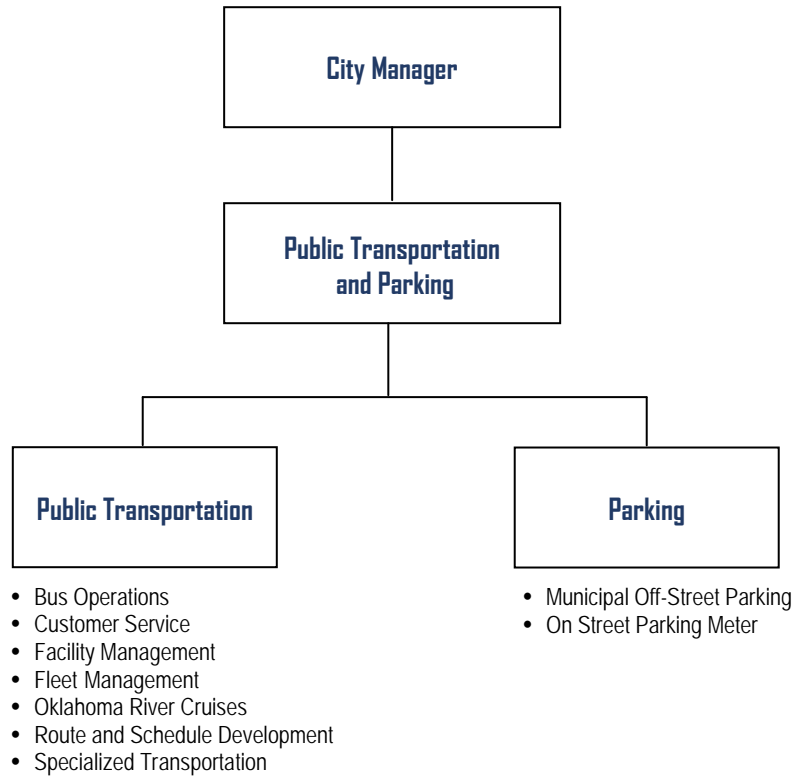 City Manager
Public Transportation
and Parking
Public Transportation
Parking
• Bus Operations
• Customer Service
• Facility Management
• Fleet Management
• Oklahoma River Cruises
• Route and Schedule Development
• Specialized Transportation
• Municipal Off-Street Parking
• On Street Parking Meter